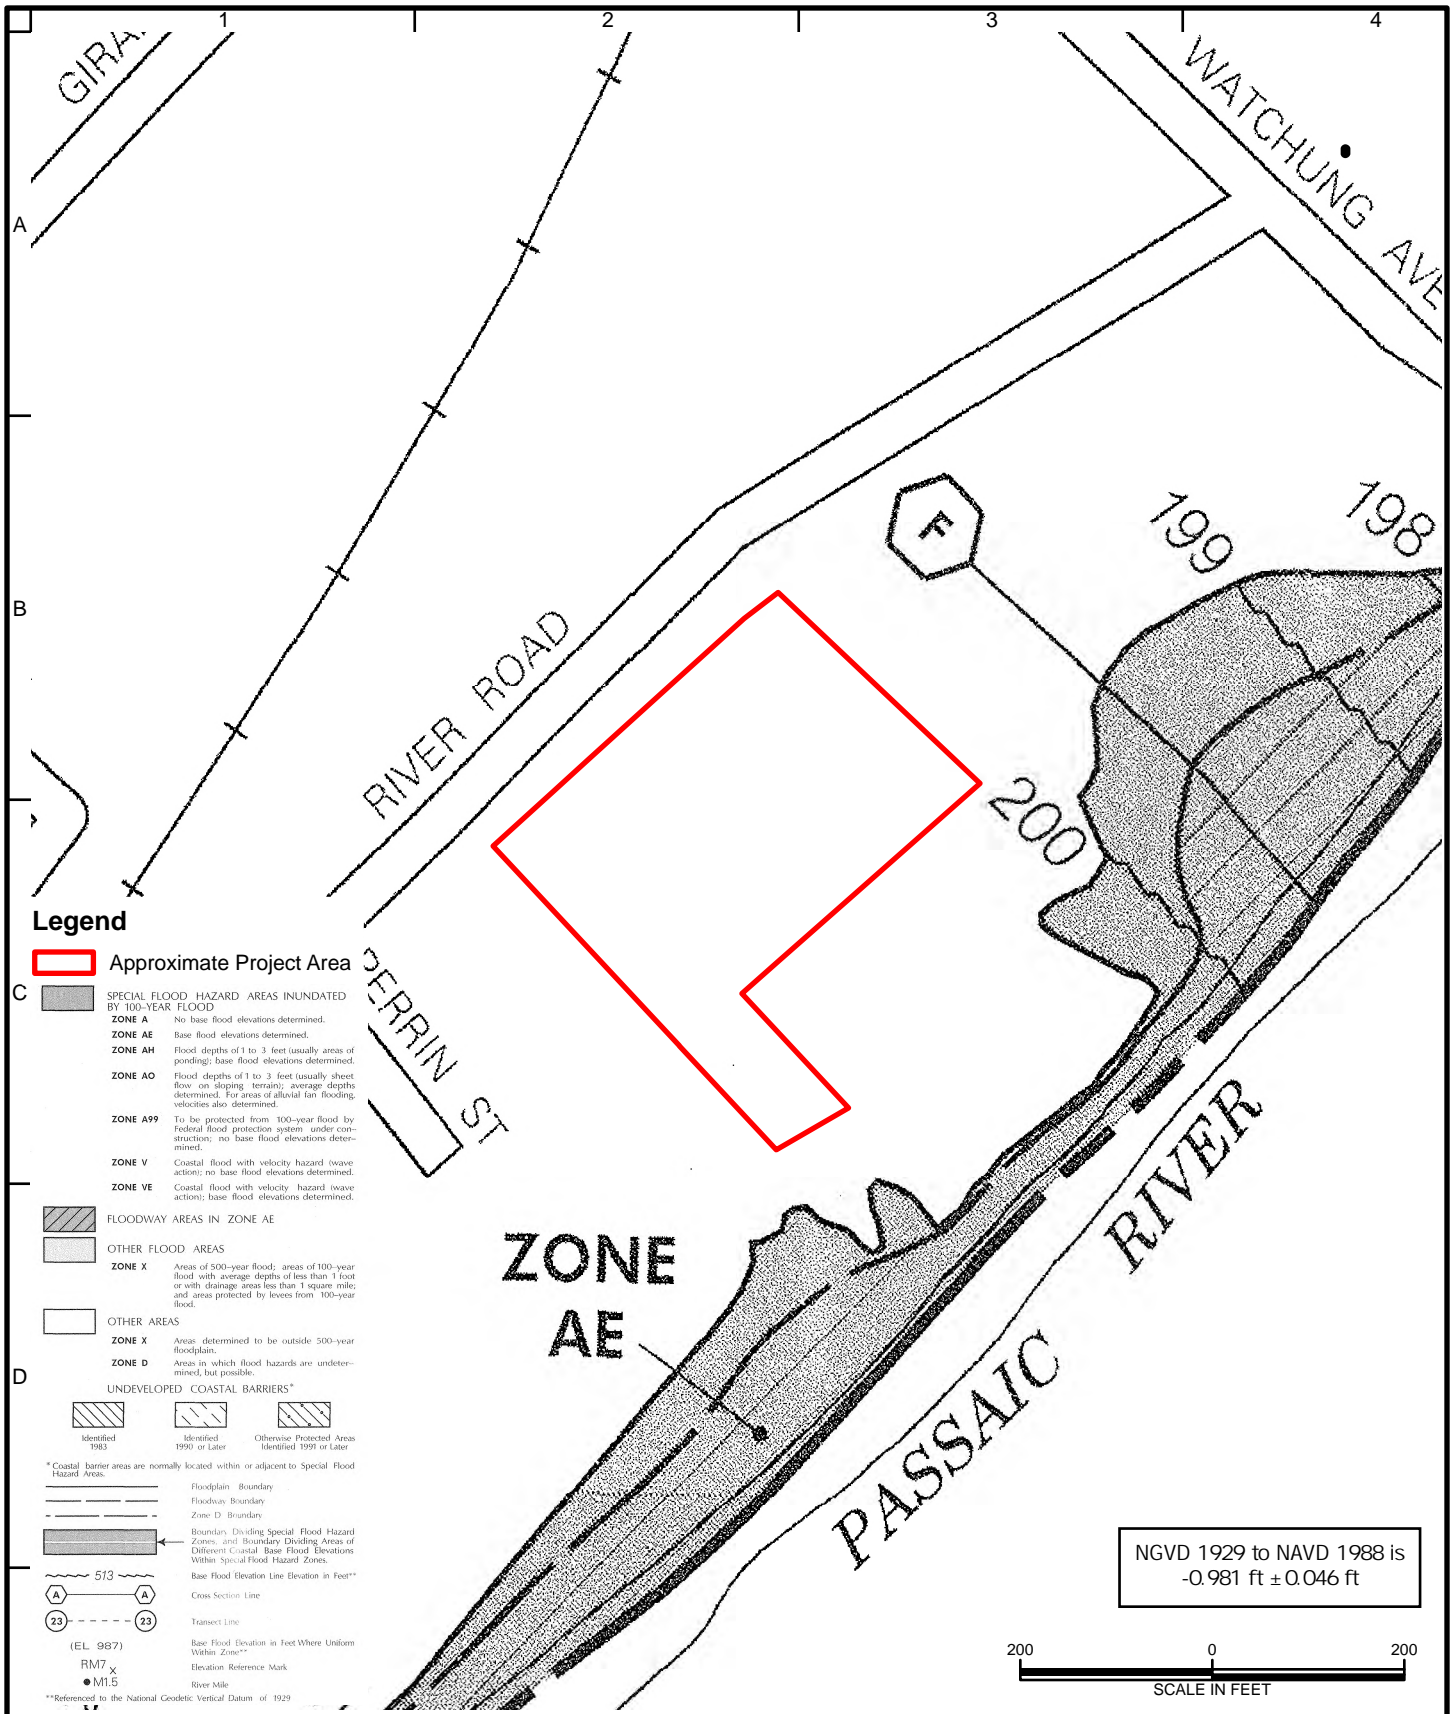 1
2
3
4
A
B
C
D
WATCHUNG AVE
RIVER ROAD
F
199
198
200
ST
ZONE
AE
PASSAIC RIVER
Legend
Approximate Project Area
SPECIAL FLOOD HAZARD AREAS INUNDATED
BY 100-YEAR FLOOD
ZONE A No base flood elevations determined.
ZONE AE Base flood elevations determined.
ZONE AH Flood depths of 1 to 3 feet (usually areas of
ponding); base flood elevations determined.
ZONE AO Flood depths of 1 to 3 feet (usually sheet
flow on sloping terrain); average depths
determined. For areas of alluvial fan flooding,
velocities also determined.
ZONE A99 To be protected from 100-year flood by
Federal flood protection system under con-
struction; no base flood elevations deter-
mined.
ZONE V Coastal flood with velocity hazard (wave
action); no base flood elevations determined.
ZONE VE Coastal flood with velocity hazard (wave
action); base flood elevations determined.
FLOODWAY AREAS IN ZONE AE
OTHER FLOOD AREAS
ZONE X Areas of 500-year flood; areas of 100-year
flood with average depths of less than 1 foot
or with drainage areas less than 1 square mile;
and areas protected by levees from 100-year
flood.
OTHER AREAS
ZONE X Areas determined to be outside 500-year
floodplain.
ZONE D Areas in which flood hazards are undeter-
mined, but possible.
UNDEVELOPED COASTAL BARRIERS*
Identified
1983
Identified
1990 or Later
Otherwise Protected Areas
Identified 1991 or Later
* Coastal barrier areas are normally located within or adjacent to Special Flood
Hazard Areas.
Floodplain Boundary
Floodway Boundary
Zone D Boundary
Boundary Dividing Special Flood Hazard
Zones, and Boundary Dividing Areas of
Different Coastal Base Flood Elevations
Within Special Flood Hazard Zones.
513 Base Flood Elevation Line Elevation in Feet**
A A Cross Section Line
23 23 Transect Line
(EL 987) Base Flood Elevation in Feet Where Uniform
Within Zone**
RM7 X Elevation Reference Mark
M1.5 River Mile
**Referenced to the National Geodetic Vertical Datum of 1929
NGVD 1929 to NAVD 1988 is
-0.981 ft ± 0.046 ft
200 0 200
SCALE IN FEET